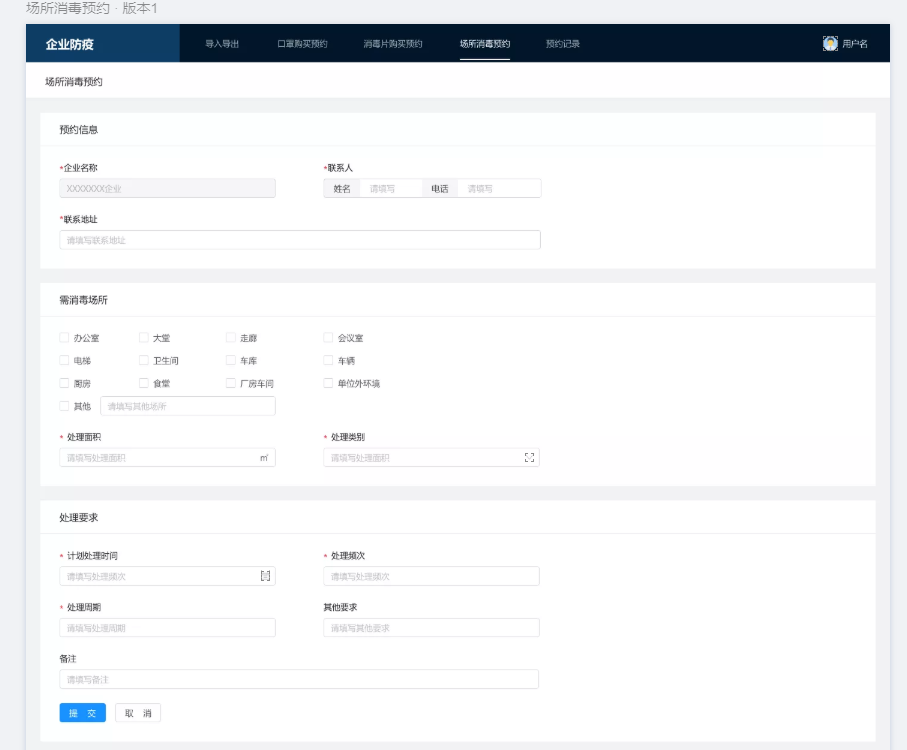 场所消毒预约 · 版本1
企业防疫 导入导出 口罩购买预约 消毒片购买预约 场所消毒预约 预约记录 用户名
场所消毒预约
预约信息
*企业名称 *联系人
XXXXXXX企业 姓名 请填写 电话 请填写
*联系地址
请填写联系地址
需消毒场所
办公室 大堂 走廊 会议室
电梯 卫生间 车库 车辆
厨房 食堂 厂房车间 单位外环境
其他 请填写其他场所
* 处理面积 * 处理类别
请填写处理面积 ㎡ 请填写处理面积
处理要求
* 计划处理时间 * 处理频次
请填写处理频次 请填写处理频次
* 处理周期 其他要求
请填写处理周期 请填写其他要求
备注
请填写备注
提 交 取 消